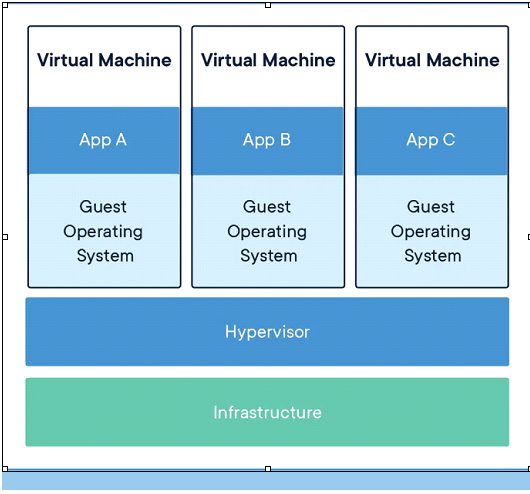 Virtual Machine
Virtual Machine
Virtual Machine
App A
App B
App C
Guest
Operating
System
Guest
Operating
System
Guest
Operating
System
Hypervisor
Infrastructure